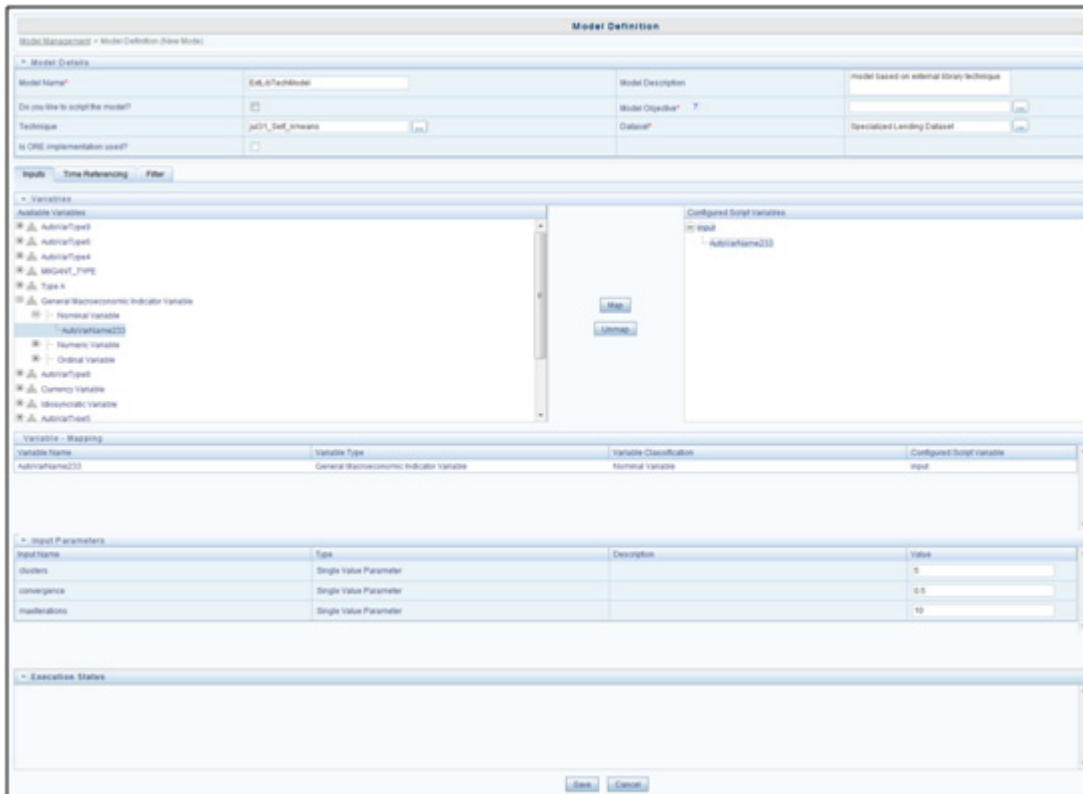 Model Definition
Model Management > Model Definition (New Mode)
Model Details
Model Name* ExtLibTechModel Model Description model based on external library technique
Do you like to script the model? Model Objective* ? ...
Technique jul31_Self_kmeans ... Dataset* Specialized Lending Dataset ...
Is ORE implementation used?
Inputs Time Referencing Filter
Variables
Available Variables Configured Script Variables
AutoVarType9 input
AutoVarType6 AutoVarName233
AutoVarType4
MIGANT_TYPE
Type A
General Macroeconomic Indicator Variable
Nominal Variable Map
AutoVarName233 Unmap
Numeric Variable
Ordinal Variable
AutoVarType8
Currency Variable
Idiosyncratic Variable
AutoVarType5
Variable - Mapping
Variable Name Variable Type Variable Classification Configured Script Variable
AutoVarName233 General Macroeconomic Indicator Variable Nominal Variable input
Input Parameters
Input Name Type Description Value
clusters Single Value Parameter 5
convergence Single Value Parameter 0.5
maxiterations Single Value Parameter 10
Execution Status
Save Cancel